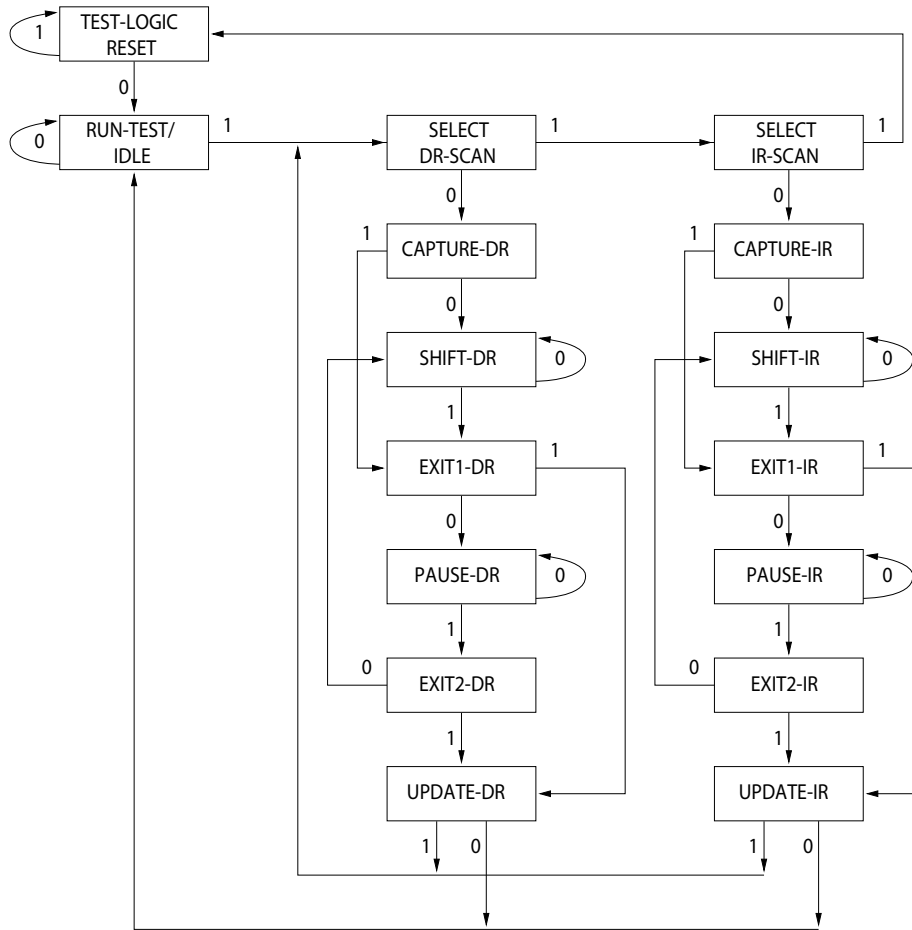 1
TEST-LOGIC
RESET
0
0
RUN-TEST/
IDLE
1
SELECT
DR-SCAN
1
SELECT
IR-SCAN
1
0
0
1
CAPTURE-DR
1
CAPTURE-IR
0
0
SHIFT-DR
0
SHIFT-IR
0
1
1
EXIT1-DR
1
EXIT1-IR
1
0
0
PAUSE-DR
0
PAUSE-IR
0
1
1
0
EXIT2-DR
0
EXIT2-IR
1
1
UPDATE-DR
UPDATE-IR
1
0
1
0